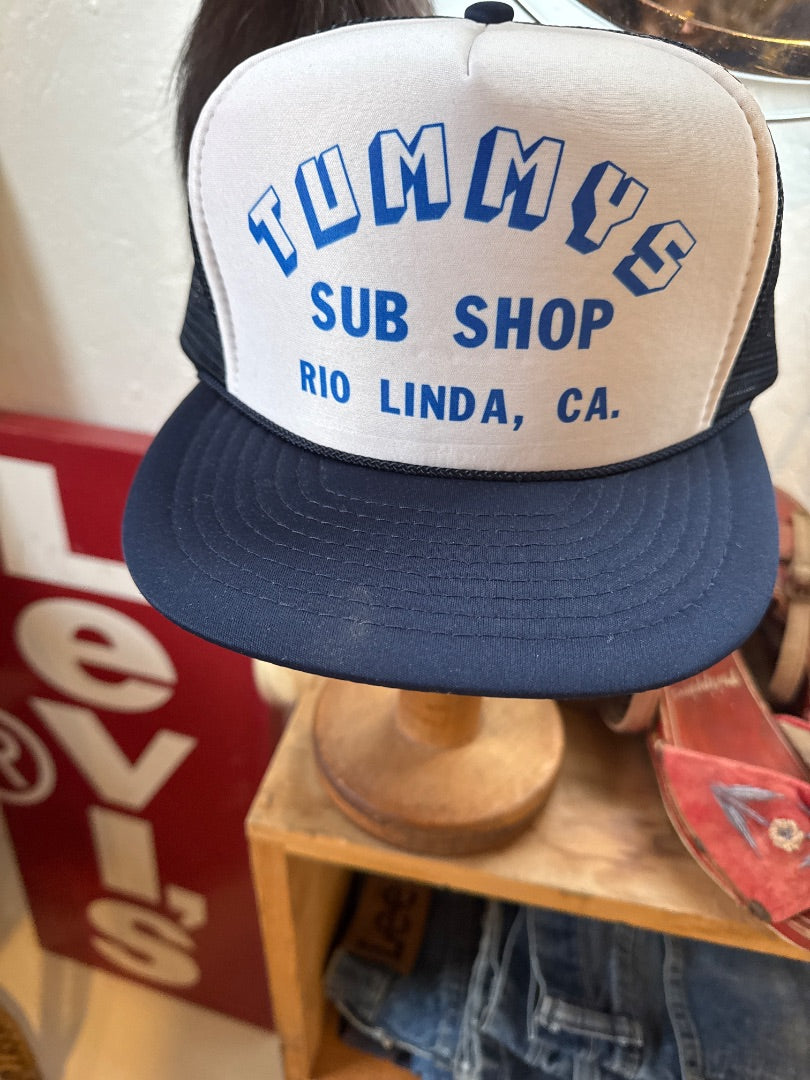 TUMMYS
SUB SHOP
RIO LINDA, CA.
Levi's
®
Lee